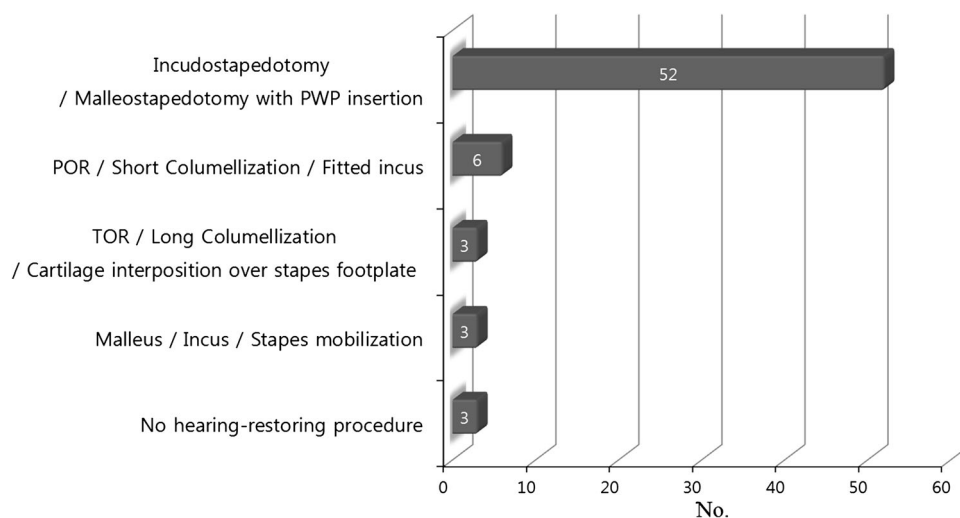 Incudostapedotomy
/ Malleostapedotomy with PWP insertion
52
POR / Short Columellization / Fitted incus
6
TOR / Long Columellization
/ Cartilage interposition over stapes footplate
3
Malleus / Incus / Stapes mobilization
3
No hearing-restoring procedure
3
0 10 20 30 40 50 60
No.